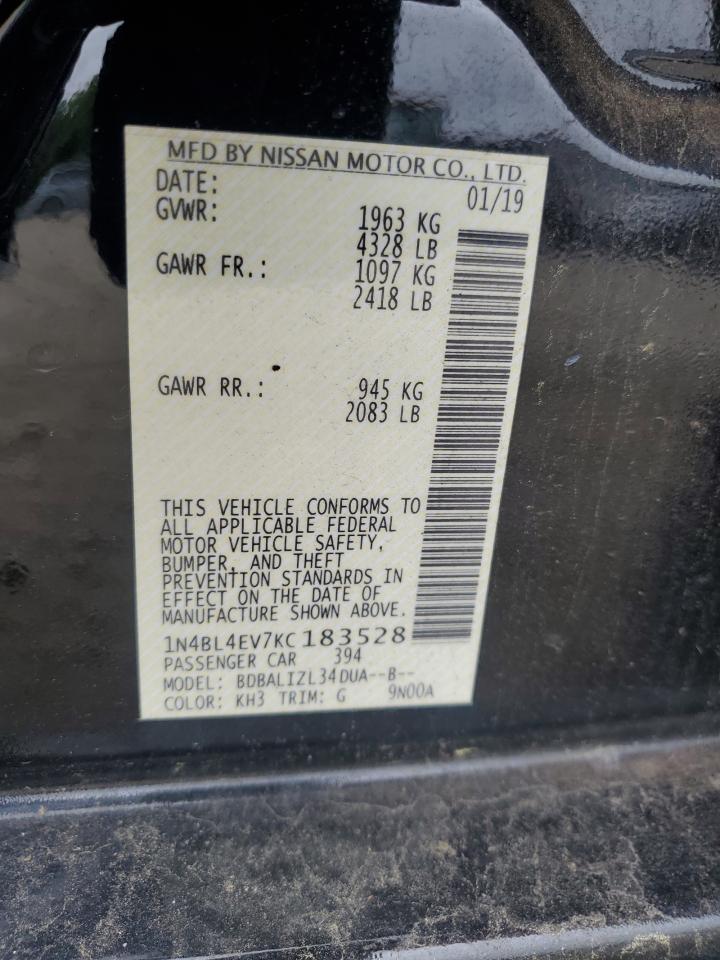 MFD BY NISSAN MOTOR CO., LTD.
DATE: 01/19
GVWR: 1963 KG
4328 LB
GAWR FR.: 1097 KG
2418 LB
GAWR RR.: 945 KG
2083 LB
THIS VEHICLE CONFORMS TO
ALL APPLICABLE FEDERAL
MOTOR VEHICLE SAFETY,
BUMPER, AND THEFT
PREVENTION STANDARDS IN
EFFECT ON THE DATE OF
MANUFACTURE SHOWN ABOVE.
1N4BL4EV7KC183528
PASSENGER CAR 394
MODEL: BDBALIZL34DUA--B--
COLOR: KH3 TRIM: G 9N00A